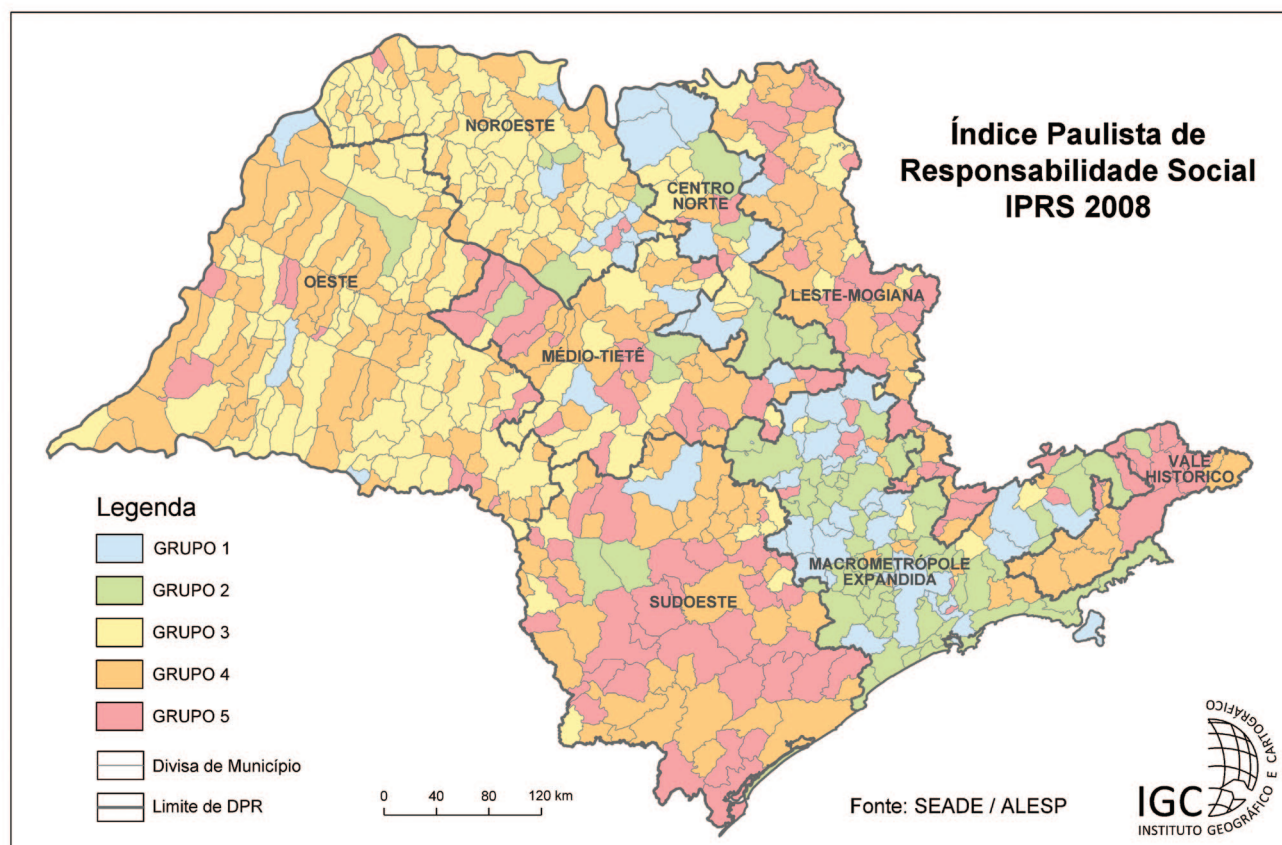 Índice Paulista de
Responsabilidade Social
IPRS 2008
NOROESTE
CENTRO
NORTE
OESTE
LESTE-MOGIANA
MÉDIO-TIETÊ
VALE
HISTÓRICO
MACROMETRÓPOLE
EXPANDIDA
SUDOESTE
Legenda
GRUPO 1
GRUPO 2
GRUPO 3
GRUPO 4
GRUPO 5
Divisa de Município
Limite de DPR
0 40 80 120 km
Fonte: SEADE / ALESP
IGC
INSTITUTO GEOGRÁFICO E CARTOGRÁFICO